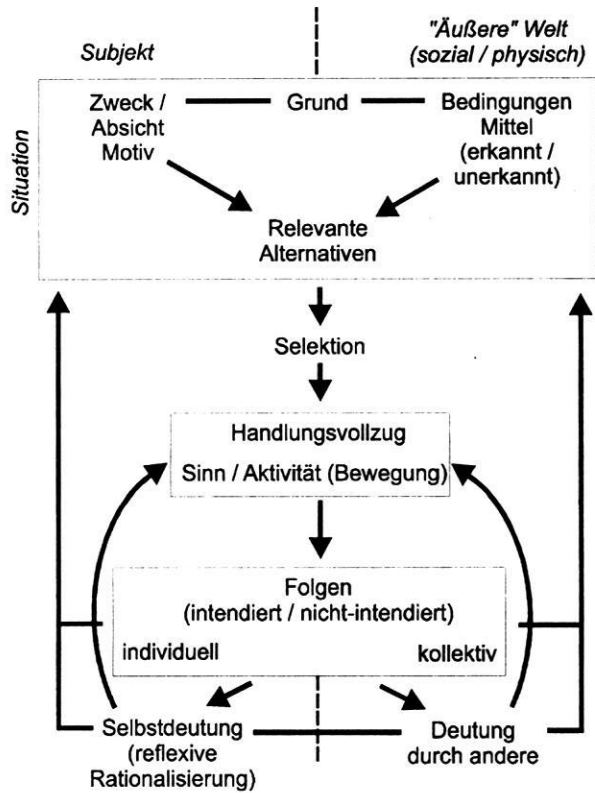 Subjekt
"Äußere" Welt
(sozial / physisch)
Situation
Zweck /
Absicht
Motiv
Grund
Bedingungen
Mittel
(erkannt /
unerkannt)
Relevante
Alternativen
Selektion
Handlungsvollzug
Sinn / Aktivität (Bewegung)
Folgen
(intendiert / nicht-intendiert)
individuell
kollektiv
Selbstdeutung
(reflexive
Rationalisierung)
Deutung
durch andere